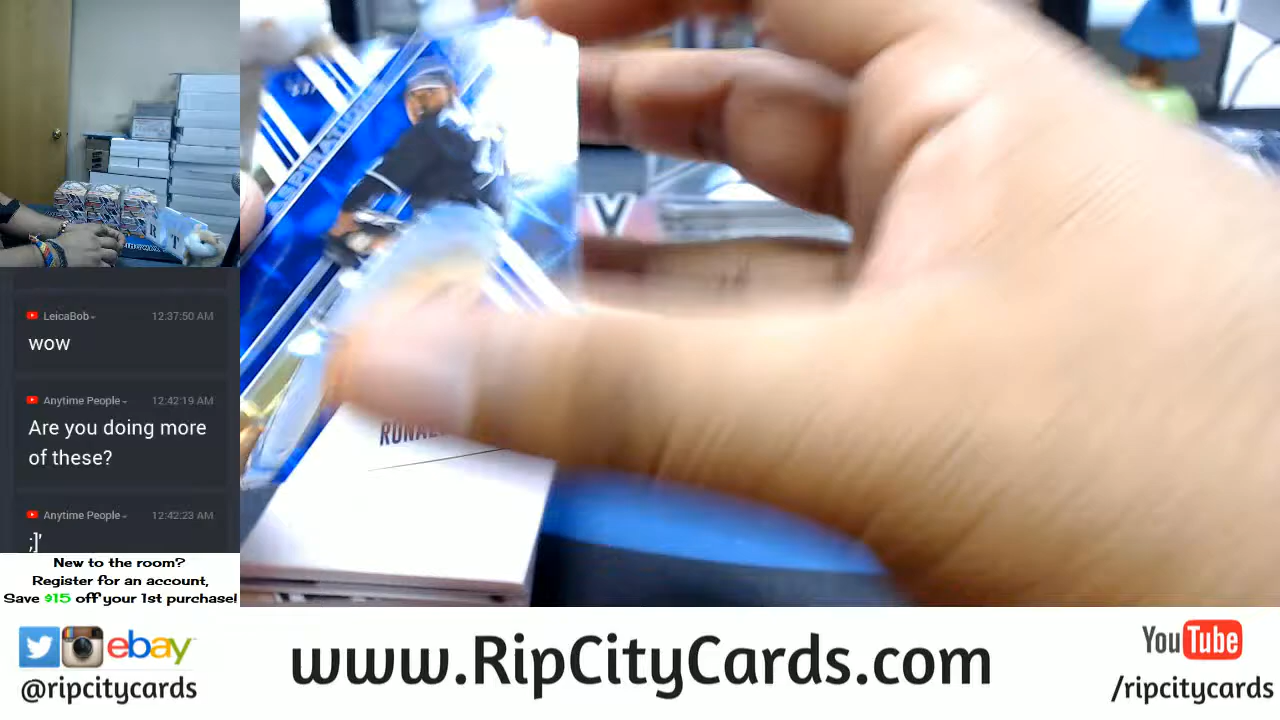 LeicaBob
12:37:50 AM
wow
Anytime People
12:42:19 AM
Are you doing more
of these?
Anytime People
12:42:23 AM
;]'
New to the room?
Register for an account,
Save $15 off your 1st purchase!
ebay
@ripcitycards
www.RipCityCards.com
YouTube
/ripcitycards